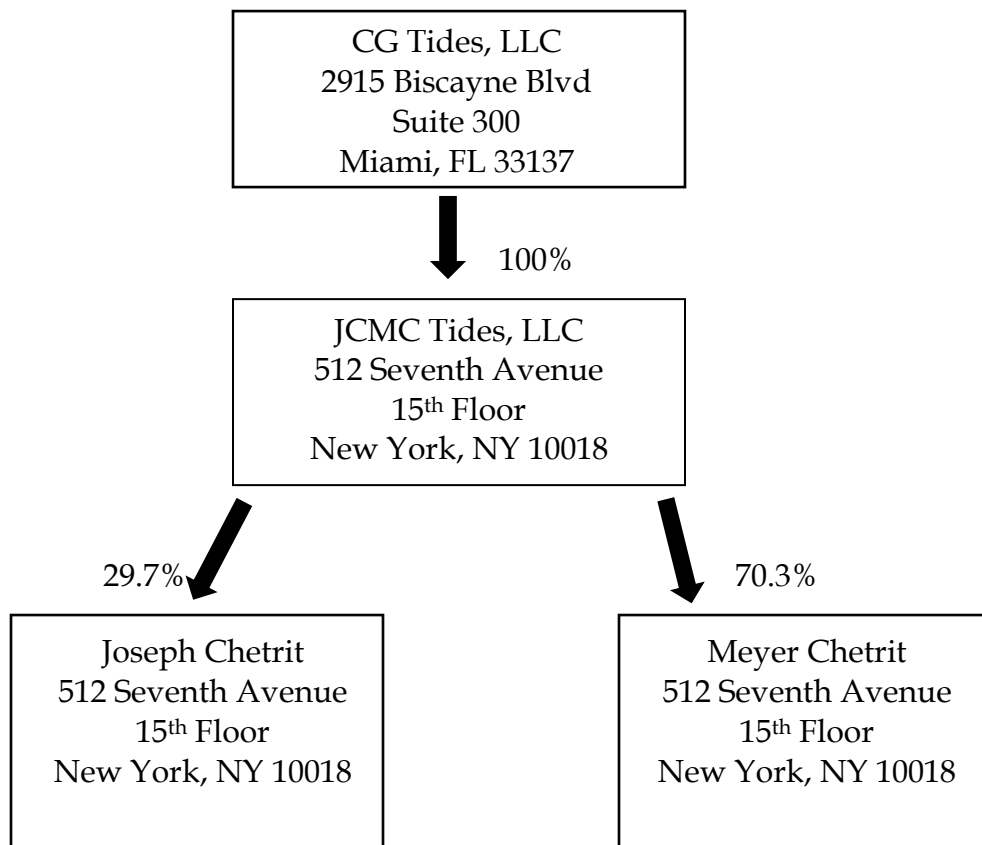 CG Tides, LLC
2915 Biscayne Blvd
Suite 300
Miami, FL 33137
100%
JCMC Tides, LLC
512 Seventh Avenue
15th Floor
New York, NY 10018
29.7%
70.3%
Joseph Chetrit
512 Seventh Avenue
15th Floor
New York, NY 10018
Meyer Chetrit
512 Seventh Avenue
15th Floor
New York, NY 10018